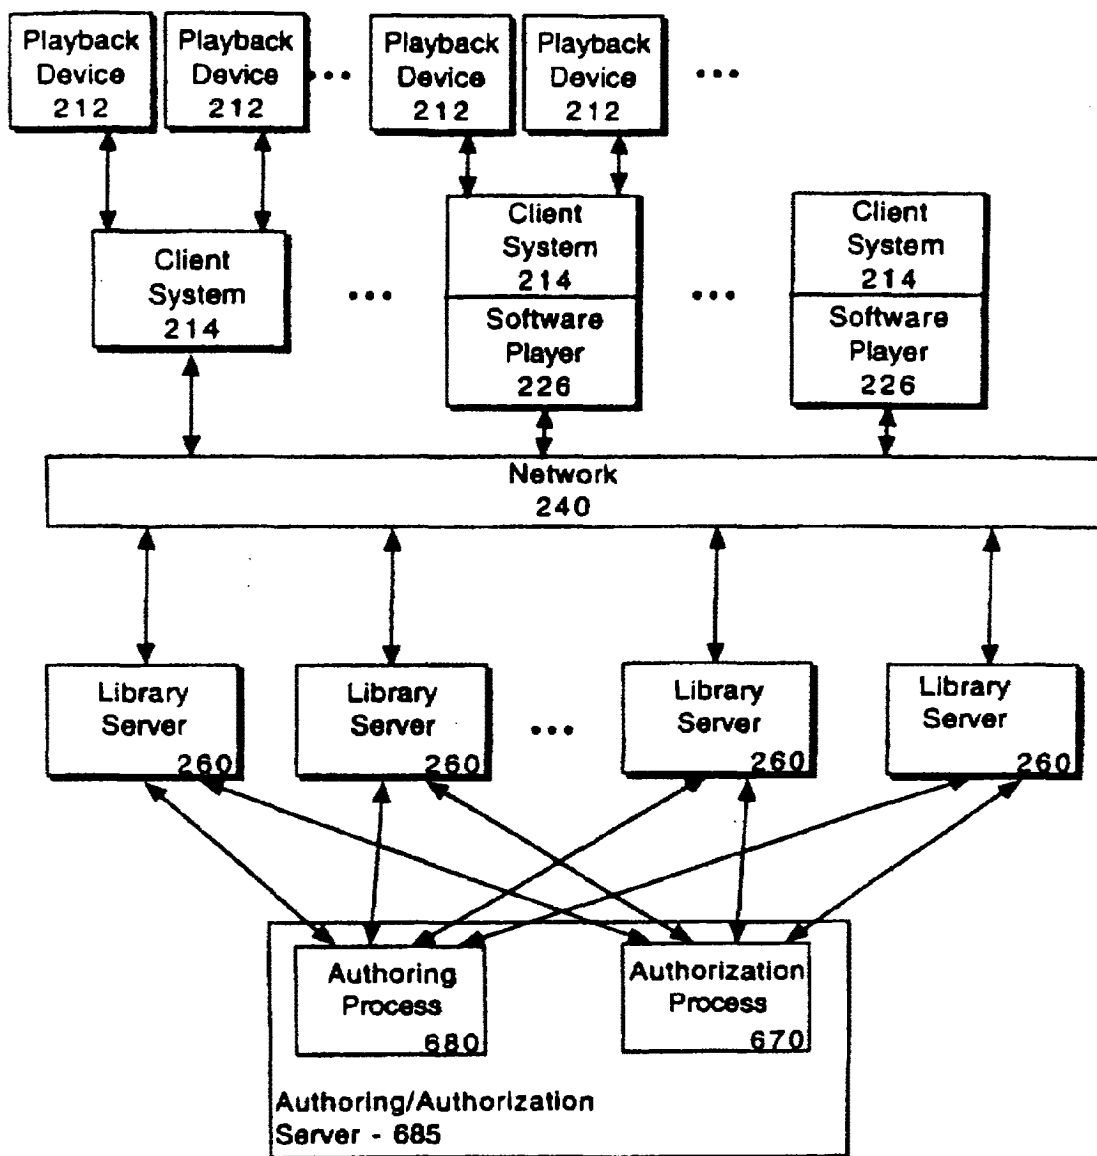 Playback
Device
212
Playback
Device
212
Playback
Device
212
Playback
Device
212
Client
System
214
Client
System
214
Software
Player
226
Client
System
214
Software
Player
226
Network
240
Library
Server
260
Library
Server
260
Library
Server
260
Library
Server
260
Authoring
Process
680
Authorization
Process
670
Authoring/Authorization
Server - 685